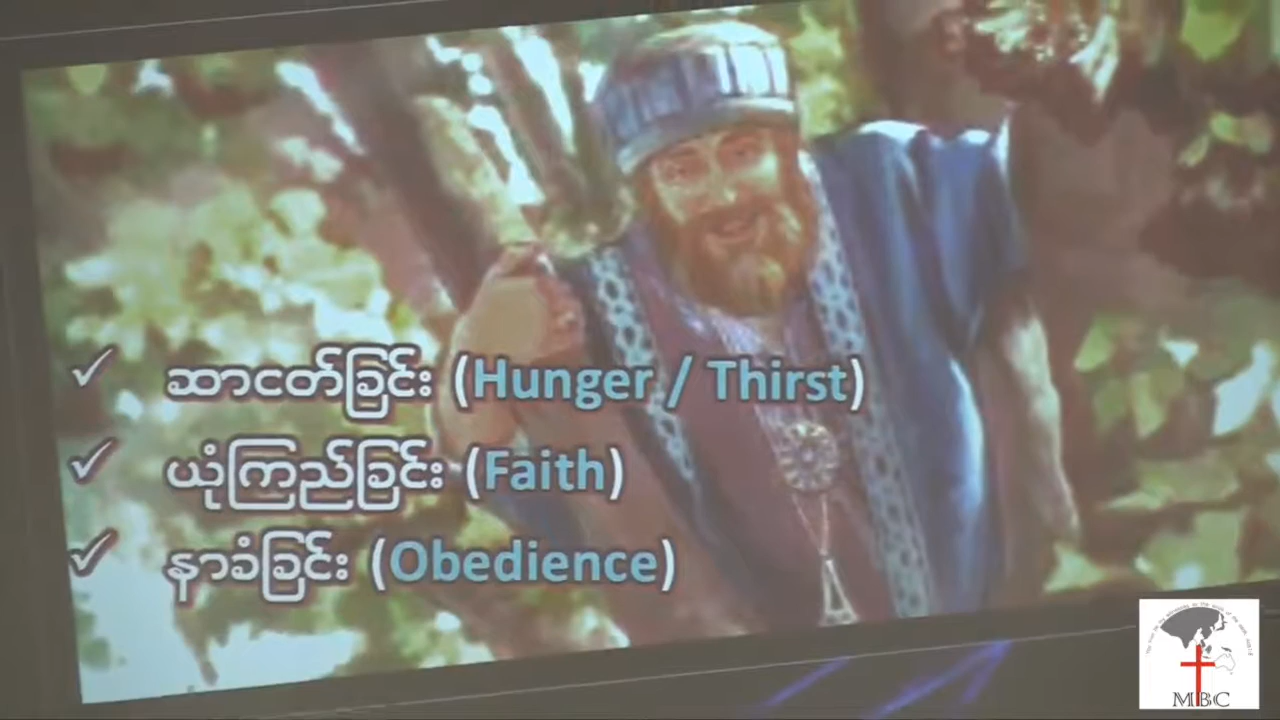 ✓ ဆာငတ်ခြင်း (Hunger / Thirst)
✓ ယုံကြည်ခြင်း (Faith)
✓ နာခံခြင်း (Obedience)
MBC